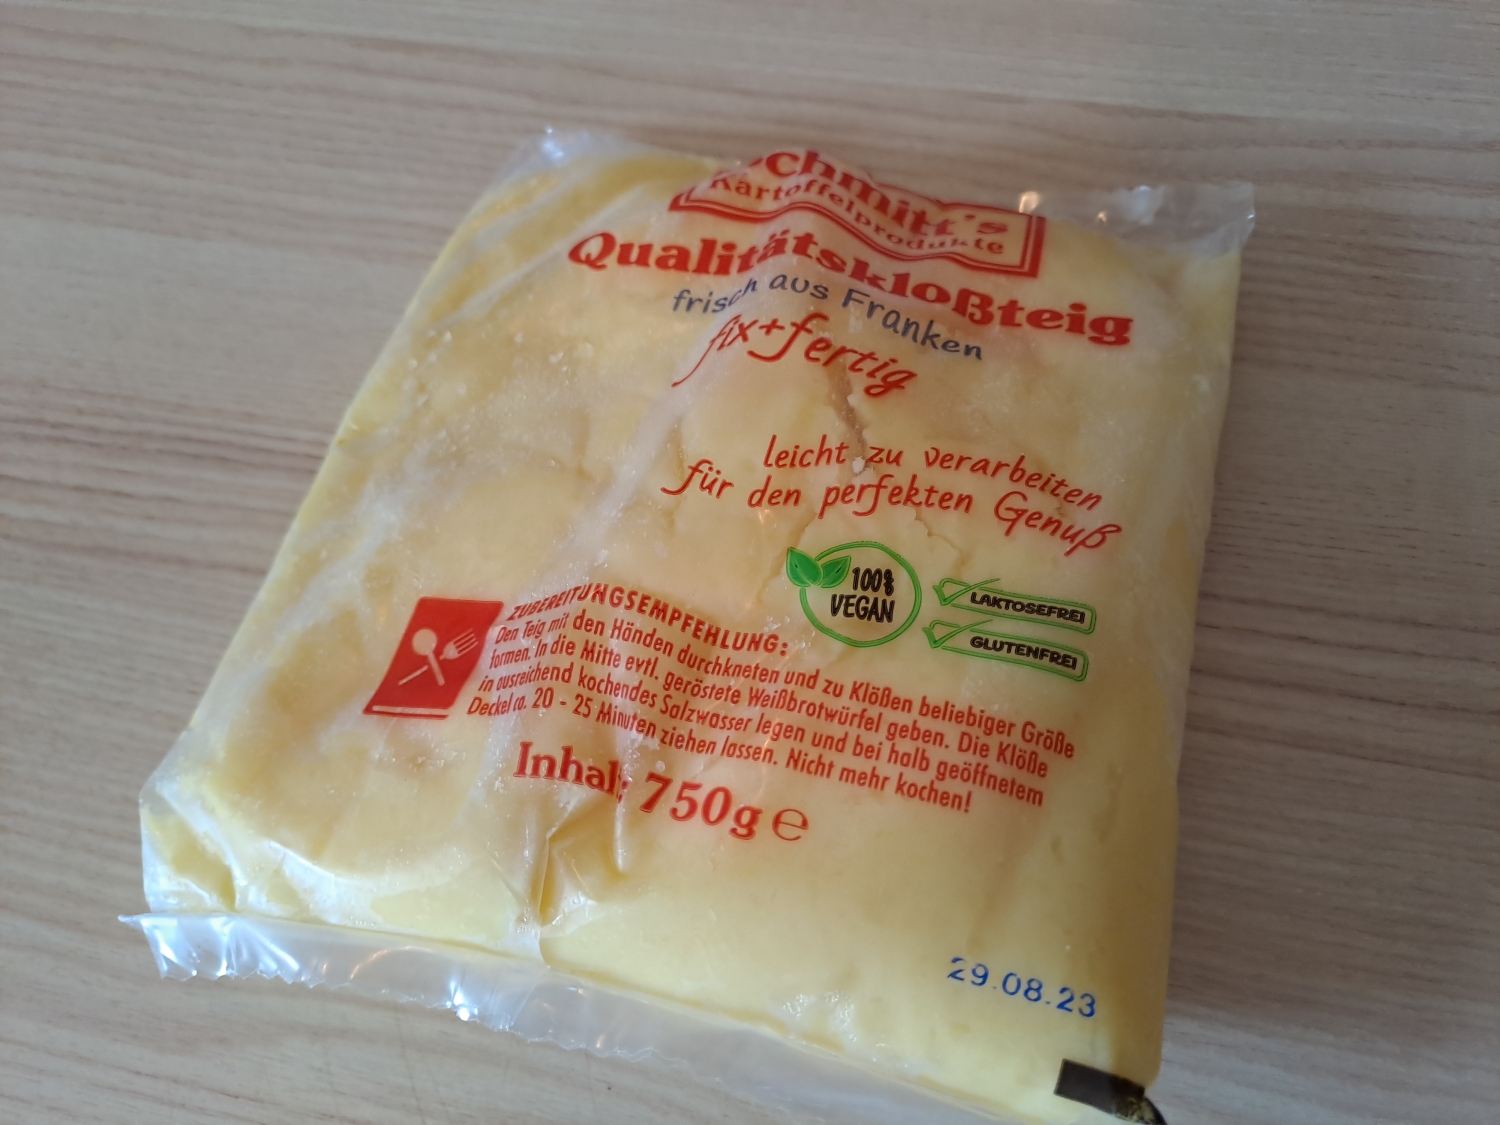 Schmitt's
Kartoffelprodukte
Qualitätskloßteig
frisch aus Franken
fix+fertig
leicht zu verarbeiten
für den perfekten Genuß
100%
VEGAN
LAKTOSEFREI
GLUTENFREI
ZUBEREITUNGSEMPFEHLUNG:
Den Teig mit den Händen durchkneten und zu Klößen beliebiger Größe
formen. In die Mitte evtl. geröstete Weißbrotwürfel geben. Die Klöße
in ausreichend kochendes Salzwasser legen und bei halb geöffnetem
Deckel ca. 20 - 25 Minuten ziehen lassen. Nicht mehr kochen!
Inhalt: 750g ℮
29.08.23